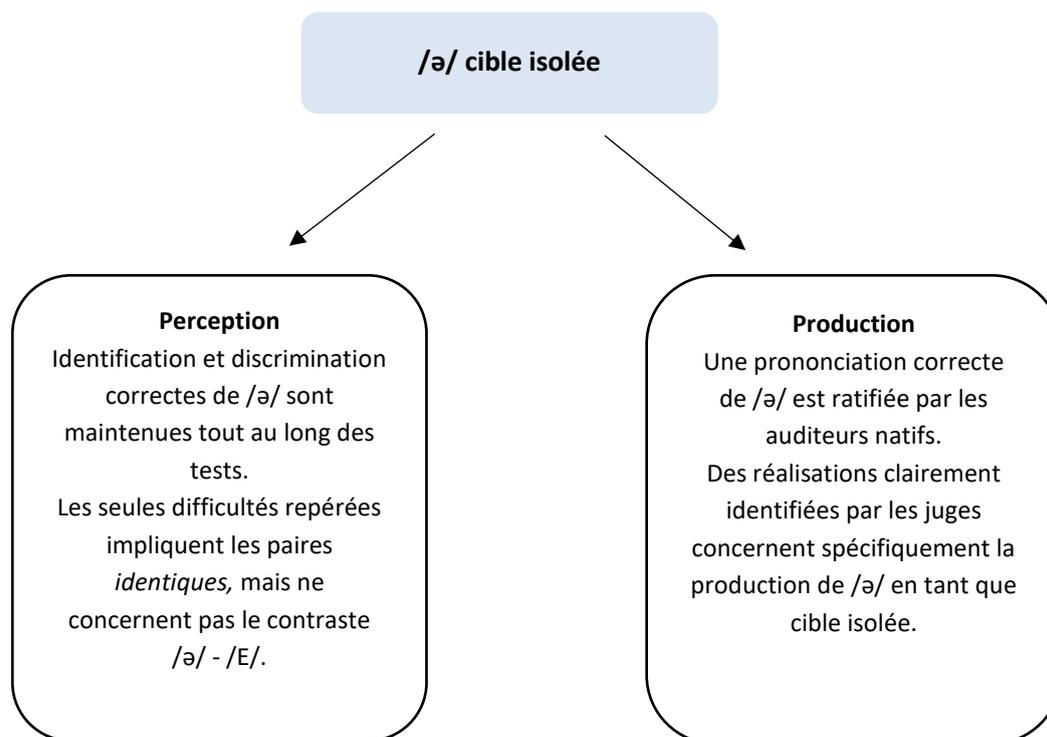 /ə/ cible isolée
Perception
Identification et discrimination
correctes de /ə/ sont
maintenues tout au long des
tests.
Les seules difficultés repérées
impliquent les paires
identiques, mais ne
concernent pas le contraste
/ə/ - /E/.
Production
Une prononciation correcte
de /ə/ est ratifiée par les
auditeurs natifs.
Des réalisations clairement
identifiées par les juges
concernent spécifiquement la
production de /ə/ en tant que
cible isolée.